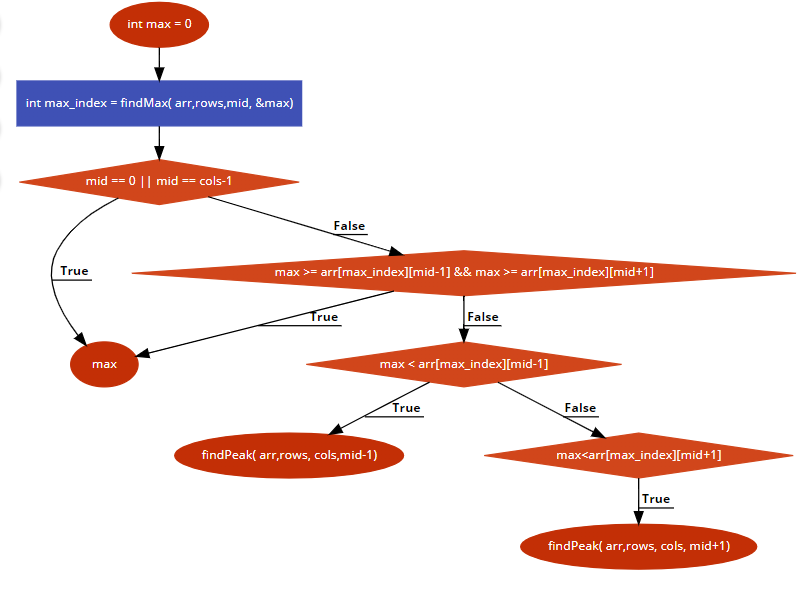 int max = 0
int max_index = findMax( arr,rows,mid, &max)
mid == 0 || mid == cols-1
False
True
max >= arr[max_index][mid-1] && max >= arr[max_index][mid+1]
True
False
max
max < arr[max_index][mid-1]
True
False
findPeak( arr,rows, cols,mid-1)
max<arr[max_index][mid+1]
True
findPeak( arr,rows, cols, mid+1)